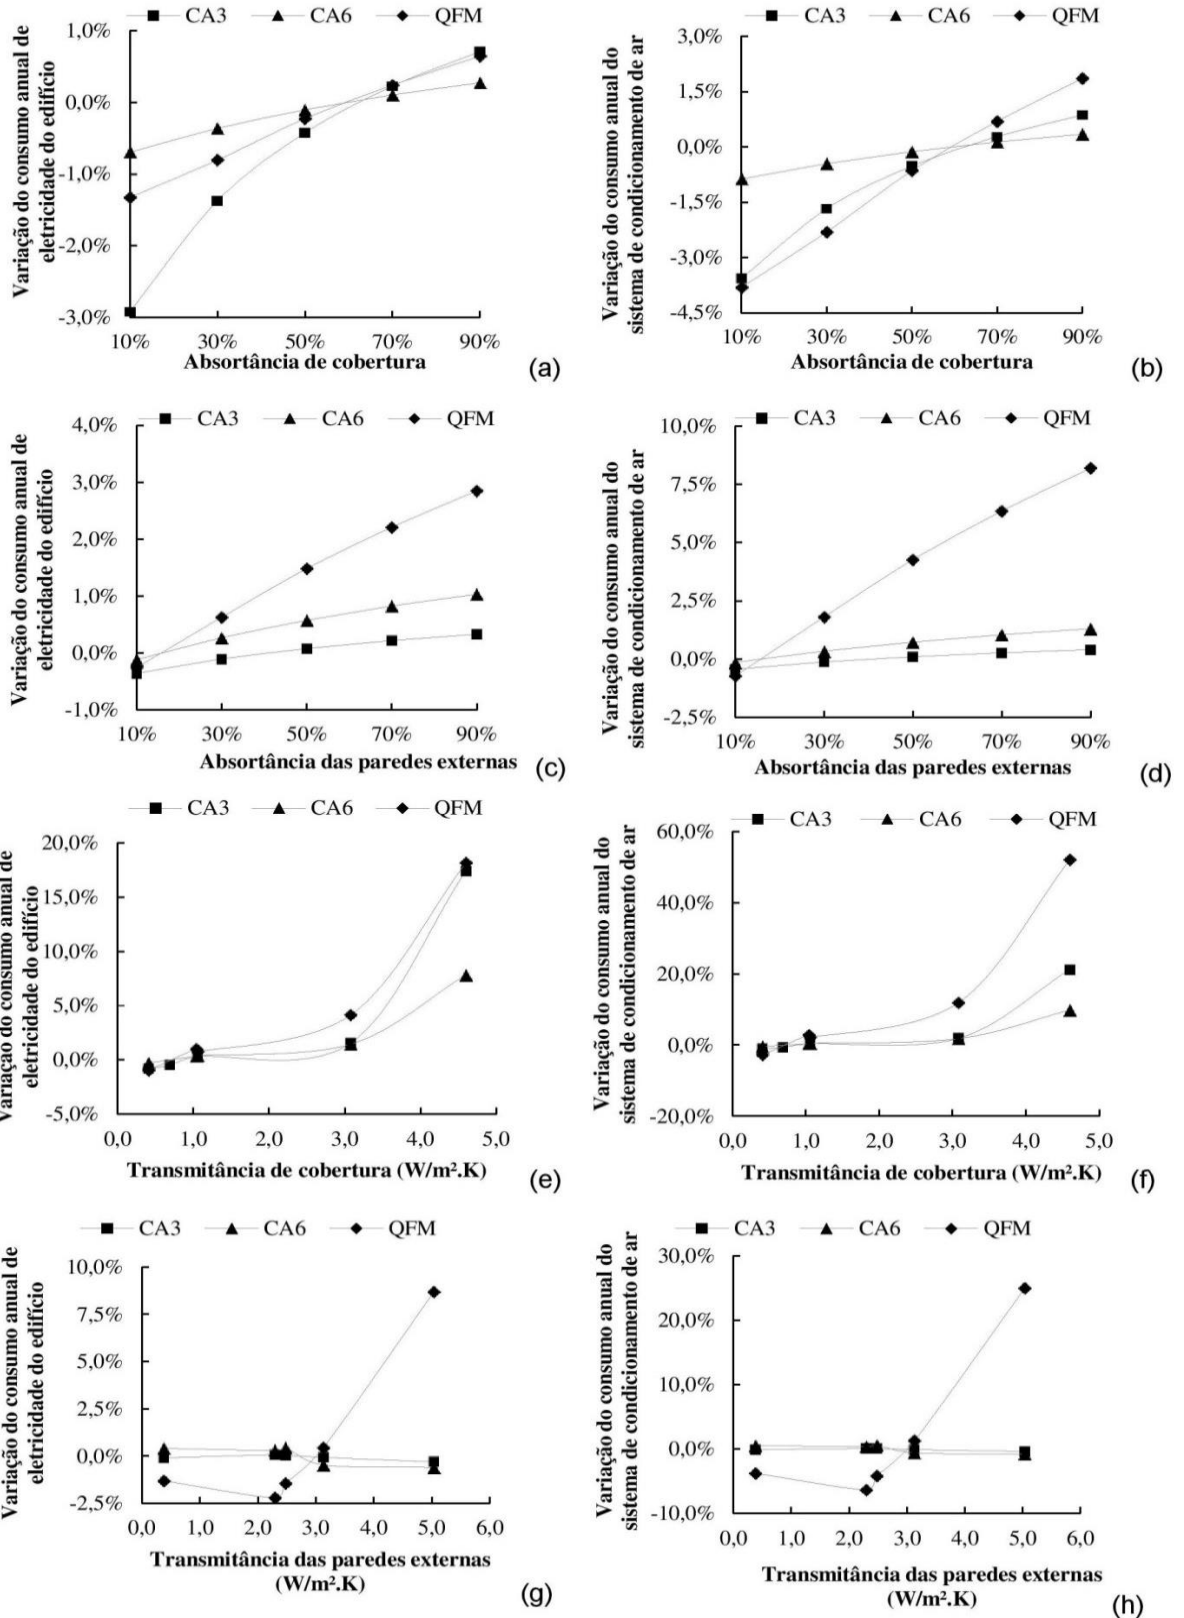 CA3 CA6 QFM
Variação do consumo anual de
eletricidade do edifício
1,0%
0,0%
-1,0%
-2,0%
-3,0%
10% 30% 50% 70% 90%
Absortância de cobertura
(a)
CA3 CA6 QFM
Variação do consumo anual do
sistema de condicionamento de ar
3,0%
1,5%
0,0%
-1,5%
-3,0%
-4,5%
10% 30% 50% 70% 90%
Absortância de cobertura
(b)
CA3 CA6 QFM
Variação do consumo anual de
eletricidade do edifício
4,0%
3,0%
2,0%
1,0%
0,0%
-1,0%
10% 30% 50% 70% 90%
Absortância das paredes externas
(c)
CA3 CA6 QFM
Variação do consumo anual do
sistema de condicionamento de ar
10,0%
7,5%
5,0%
2,5%
0,0%
-2,5%
10% 30% 50% 70% 90%
Absortância das paredes externas
(d)
CA3 CA6 QFM
Variaçao do consumo anual de
eletricidade do edifício
20,0%
15,0%
10,0%
5,0%
0,0%
-5,0%
0,0 1,0 2,0 3,0 4,0 5,0
Transmitância de cobertura (W/m².K)
(e)
CA3 CA6 QFM
Variação do consumo anual do
sistema de condicionamento de ar
60,0%
40,0%
20,0%
0,0%
-20,0%
0,0 1,0 2,0 3,0 4,0 5,0
Transmitância de cobertura (W/m².K)
(f)
CA3 CA6 QFM
Variação do consumo anual de
eletricidade do edifício
10,0%
7,5%
5,0%
2,5%
0,0%
-2,5%
0,0 1,0 2,0 3,0 4,0 5,0 6,0
Transmitância das paredes externas
(W/m².K)
(g)
CA3 CA6 QFM
Variação do consumo anual do
sistema de condicionamento de ar
30,0%
20,0%
10,0%
0,0%
-10,0%
0,0 1,0 2,0 3,0 4,0 5,0 6,0
Transmitância das paredes externas
(W/m².K)
(h)